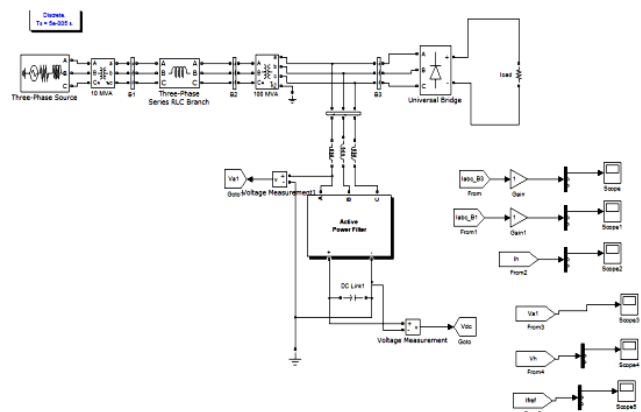 Discrete,
Ts = 5e-005 s.
A
B
C
Three-Phase Source
10 MVA
B1
A
B
C
Three-Phase
Series RLC Branch
B2
100 MVA
B3
A
B
C
Universal Bridge
load
Va1
Voltage Measurement1
A
B
C
Active
Power Filter
DC Link1
Voltage Measurement
Vdc
Goto
Iabc_B3
From
Gain
Scope
Iabc_B1
From1
Gain1
Scope1
Ih
From2
Scope2
Va1
From3
Scope3
Vh
From4
Scope4
Iref
Scope5